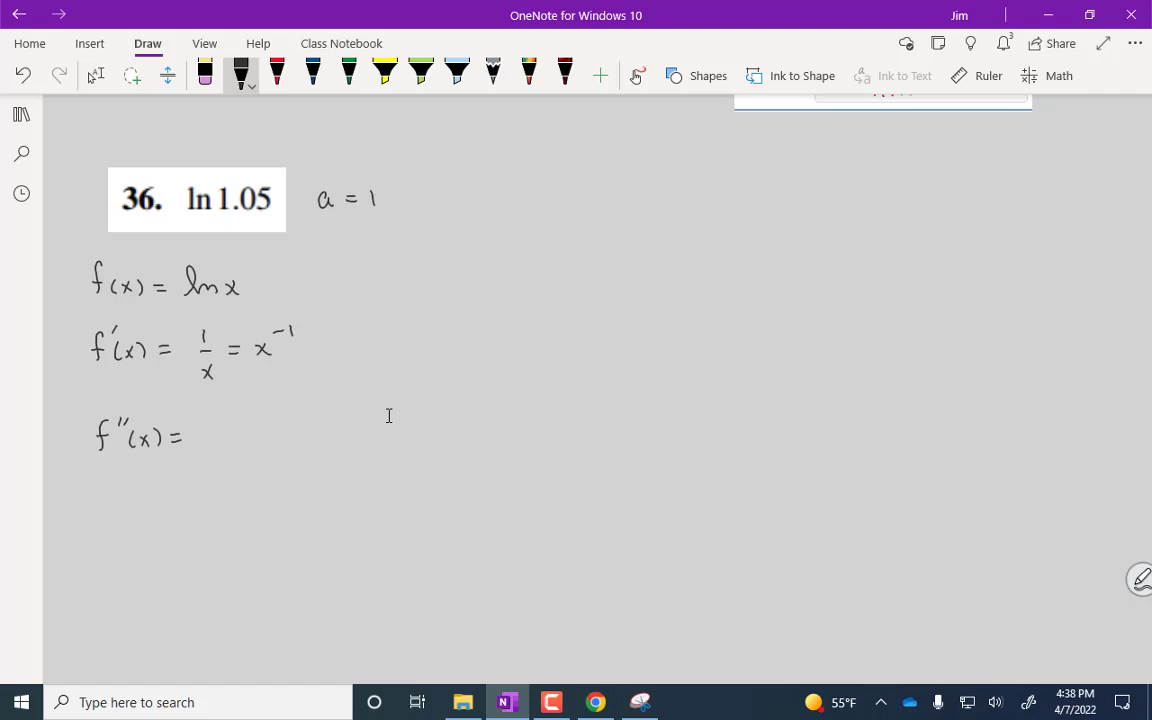 OneNote for Windows 10
Jim
Home Insert Draw View Help Class Notebook
Share
Shapes Ink to Shape Ink to Text Ruler Math
36. ln 1.05 a = 1
f(x) = ln x
f'(x) = 1/x = x⁻¹
f''(x) =
Type here to search
55°F
4:38 PM
4/7/2022